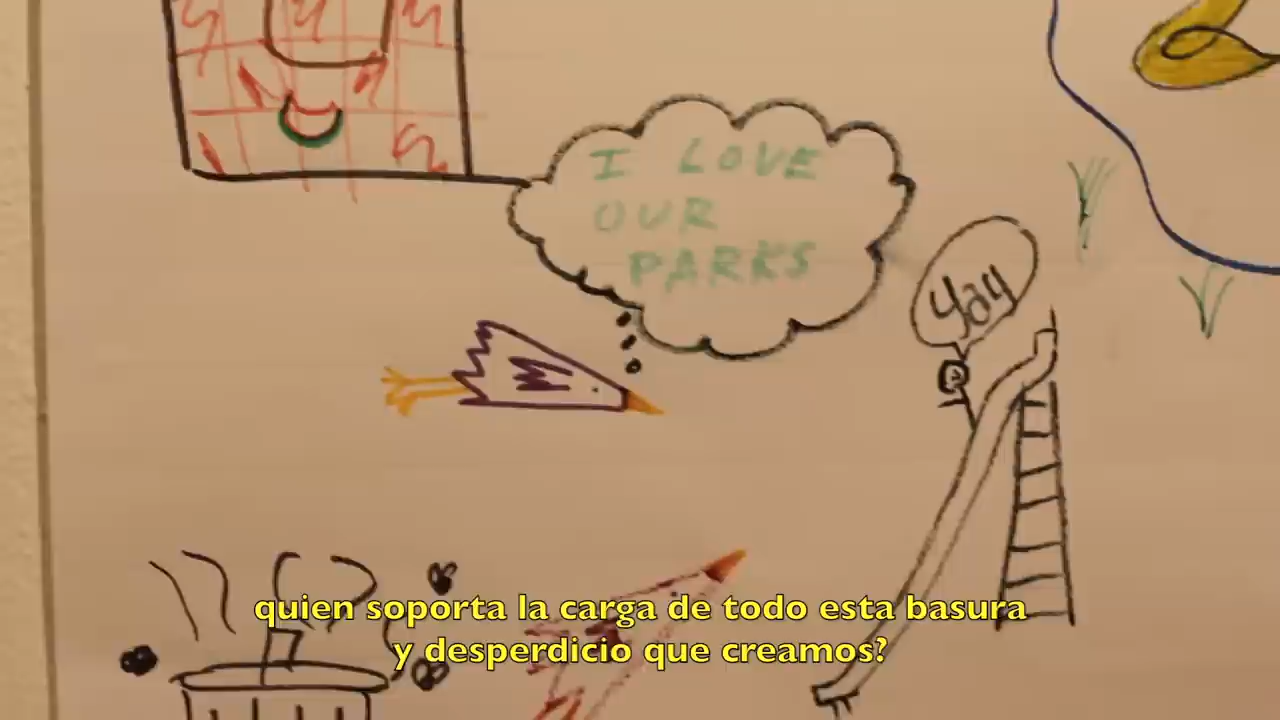 I LOVE
OUR
PARKS
Yay
quien soporta la carga de todo esta basura
y desperdicio que creamos?